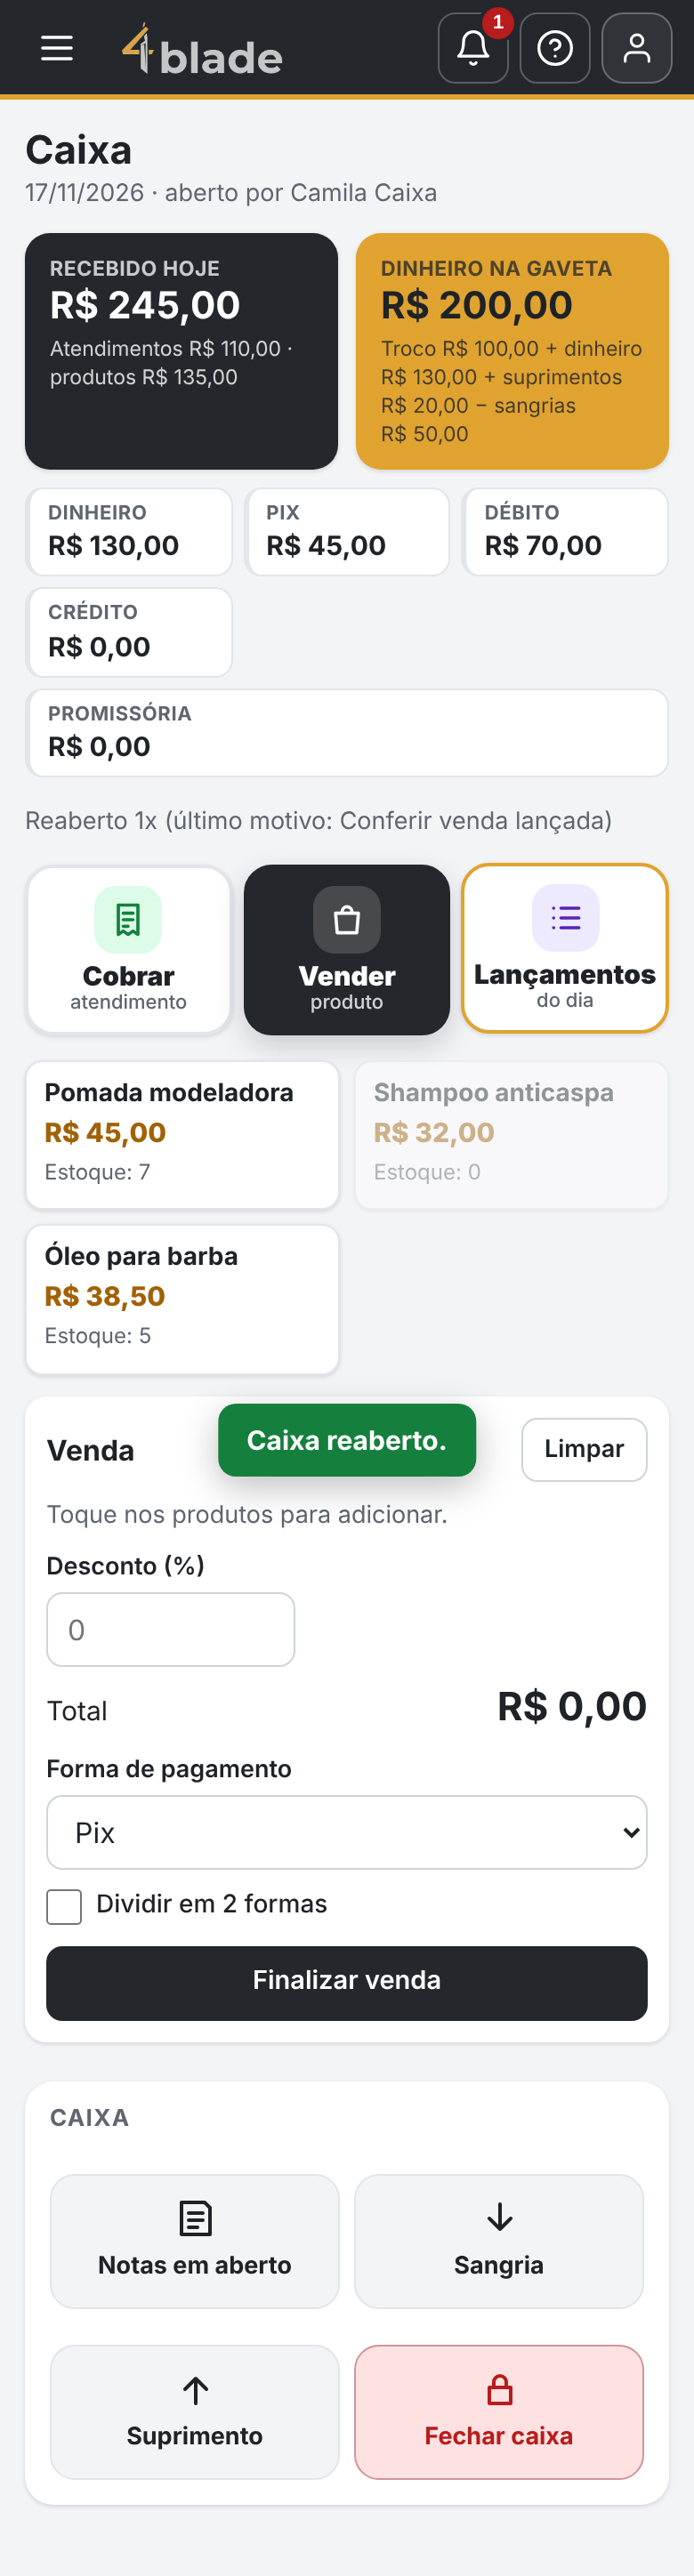 4blade
1
Caixa
17/11/2026 · aberto por Camila Caixa
RECEBIDO HOJE
R$ 245,00
Atendimentos R$ 110,00 ·
produtos R$ 135,00
DINHEIRO NA GAVETA
R$ 200,00
Troco R$ 100,00 + dinheiro
R$ 130,00 + suprimentos
R$ 20,00 − sangrias
R$ 50,00
DINHEIRO
R$ 130,00
PIX
R$ 45,00
DÉBITO
R$ 70,00
CRÉDITO
R$ 0,00
PROMISSÓRIA
R$ 0,00
Reaberto 1x (último motivo: Conferir venda lançada)
Cobrar
atendimento
Vender
produto
Lançamentos
do dia
Pomada modeladora
R$ 45,00
Estoque: 7
Shampoo anticaspa
R$ 32,00
Estoque: 0
Óleo para barba
R$ 38,50
Estoque: 5
Venda
Caixa reaberto.
Limpar
Toque nos produtos para adicionar.
Desconto (%)
0
Total
R$ 0,00
Forma de pagamento
Pix
Dividir em 2 formas
Finalizar venda
CAIXA
Notas em aberto
Sangria
Suprimento
Fechar caixa